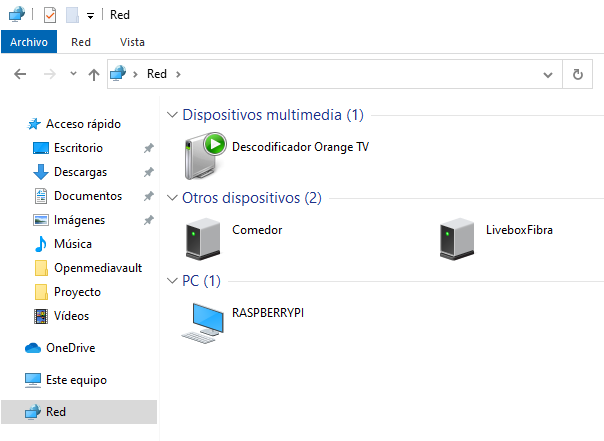 Red
Archivo
Red
Vista
Red
Acceso rápido
Escritorio
Descargas
Documentos
Imágenes
Música
Openmediavault
Proyecto
Vídeos
OneDrive
Este equipo
Red
Dispositivos multimedia (1)
Descodificador Orange TV
Otros dispositivos (2)
Comedor
LiveboxFibra
PC (1)
RASPBERRYPI